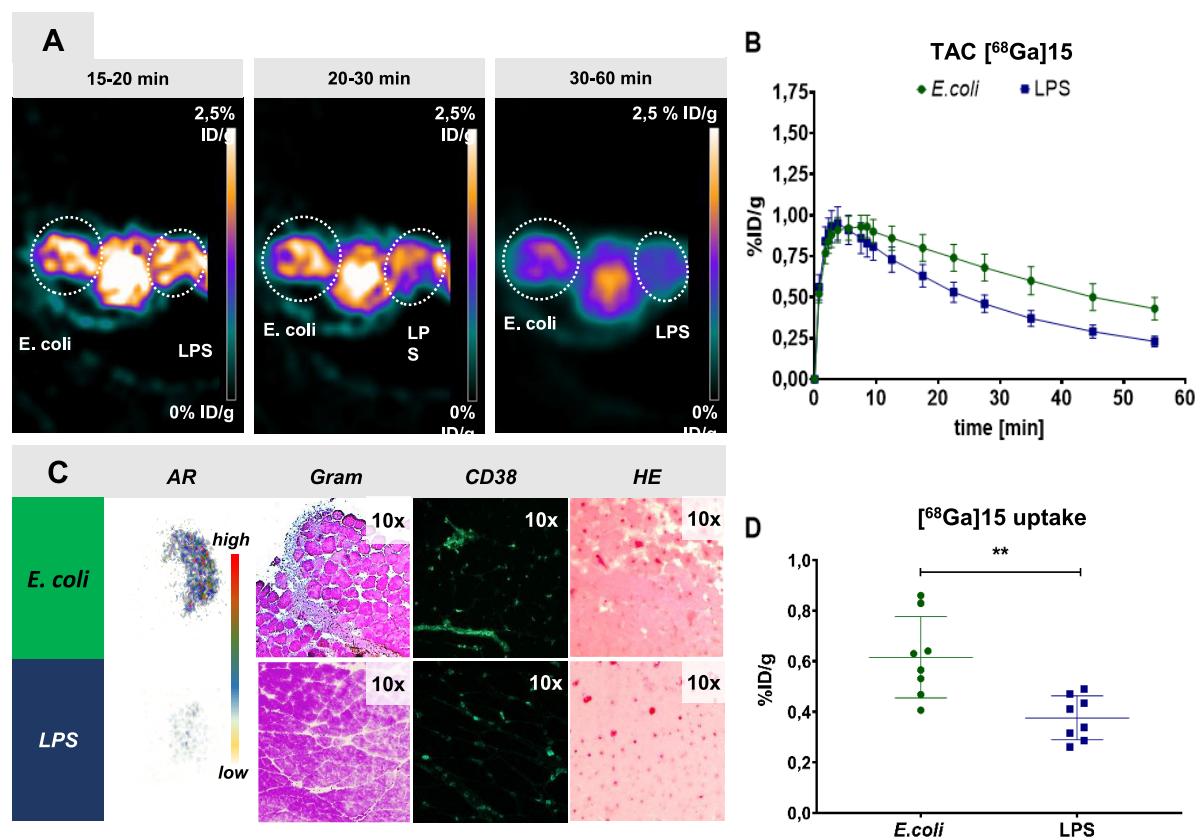 A
15-20 min
20-30 min
30-60 min
2,5%
ID/g
2,5%
ID/g
2,5 % ID/g
E. coli
LPS
E. coli
LP
S
E. coli
LPS
0% ID/g
0%
ID/g
0%
ID/g
B
TAC [⁶⁸Ga]15
E.coli
LPS
%ID/g
1,75
1,50
1,25
1,00
0,75
0,50
0,25
0,00
0
10
20
30
40
50
60
time [min]
C
AR
Gram
CD38
HE
E. coli
high
10x
10x
10x
LPS
low
10x
10x
10x
D
[⁶⁸Ga]15 uptake
**
%ID/g
1,0
0,8
0,6
0,4
0,2
0,0
E.coli
LPS